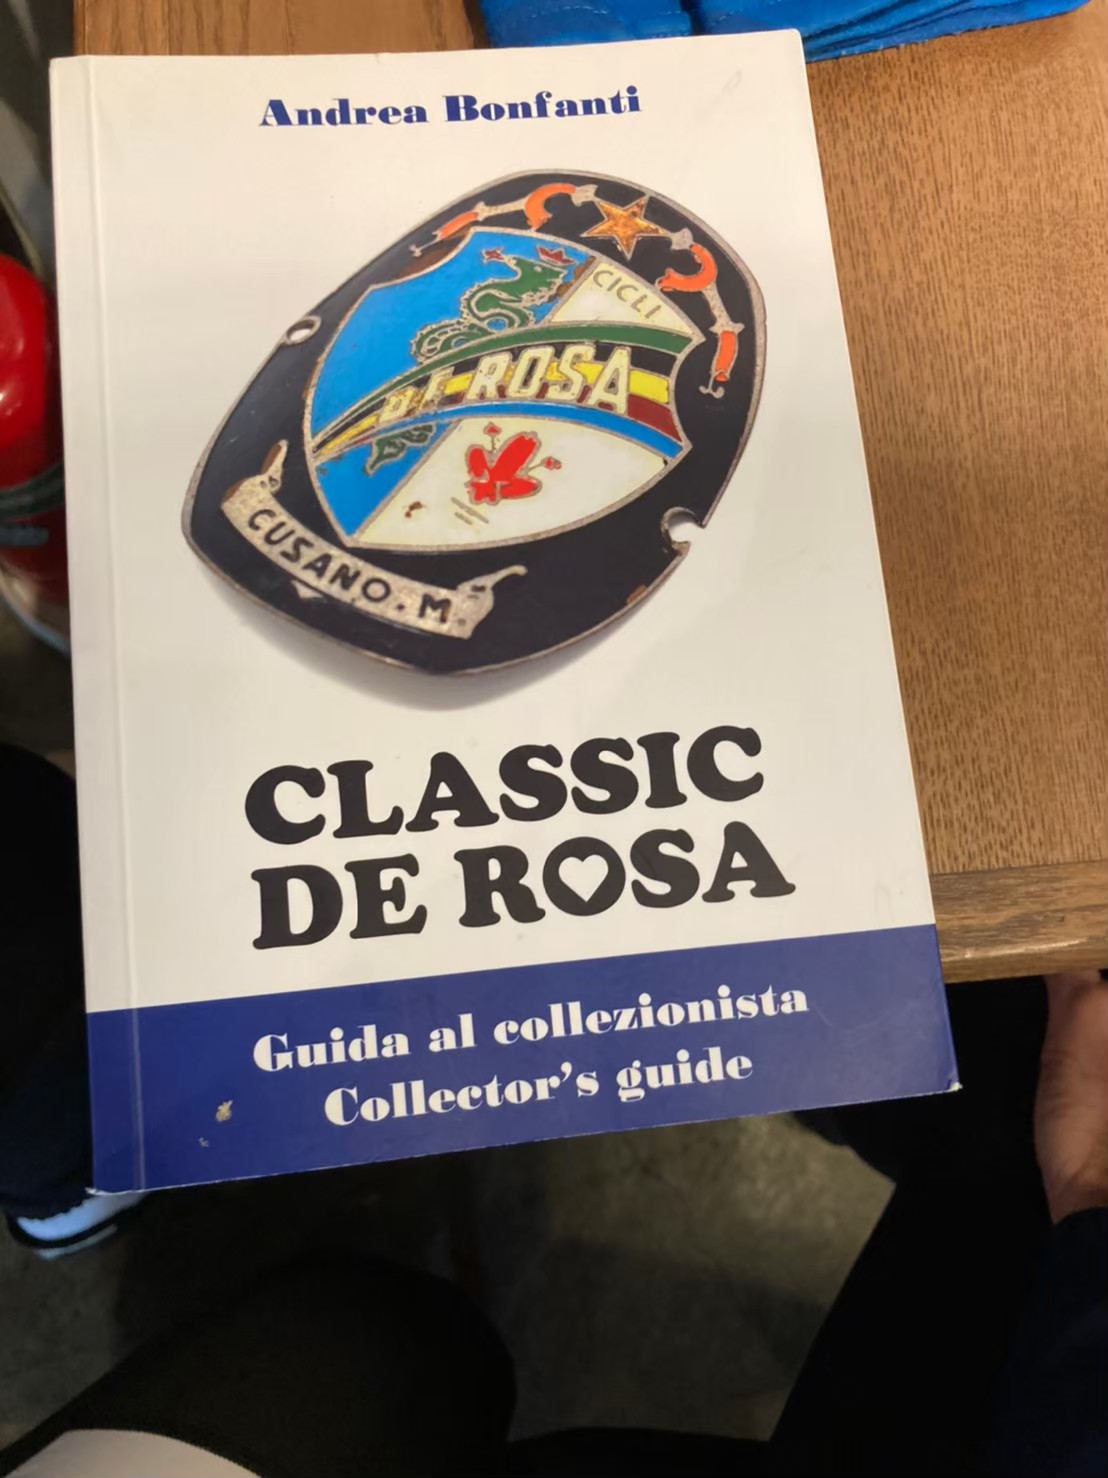 Andrea Bonfanti
CICLI
DE ROSA
CUSANO.M.
CLASSIC
DE ROSA
Guida al collezionista
Collector's guide